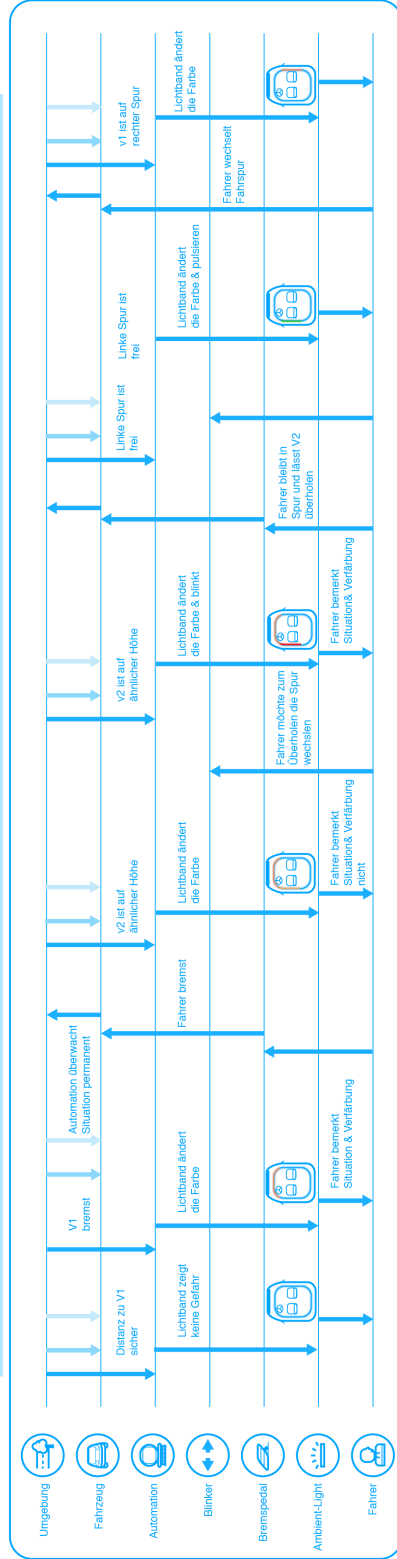 Umgebung
Fahrzeug
Automation
Blinker
Bremspedal
Ambient-Light
Fahrer
Distanz zu V1
sicher
Lichtband zeigt
keine Gefahr
V1
bremst
Lichtband ändert
die Farbe
Fahrer bemerkt
Situation & Verfärbung
Automation überwacht
Situation permanent
Fahrer bremst
v2 ist auf
ähnlicher Höhe
Lichtband ändert
die Farbe
Fahrer bemerkt
Situation& Verfärbung
nicht
Fahrer möchte zum
Überholen die Spur
wechslen
v2 ist auf
ähnlicher Höhe
Lichtband ändert
die Farbe & blinkt
Fahrer bemerkt
Situation& Verfärbung
Fahrer bleibt in
Spur und lässt V2
überholen
Linke Spur ist
frei
Linke Spur ist
frei
Lichtband ändert
die Farbe & pulsieren
Fahrer wechselt
Fahrspur
v1 ist auf
rechter Spur
Lichtband ändert
die Farbe